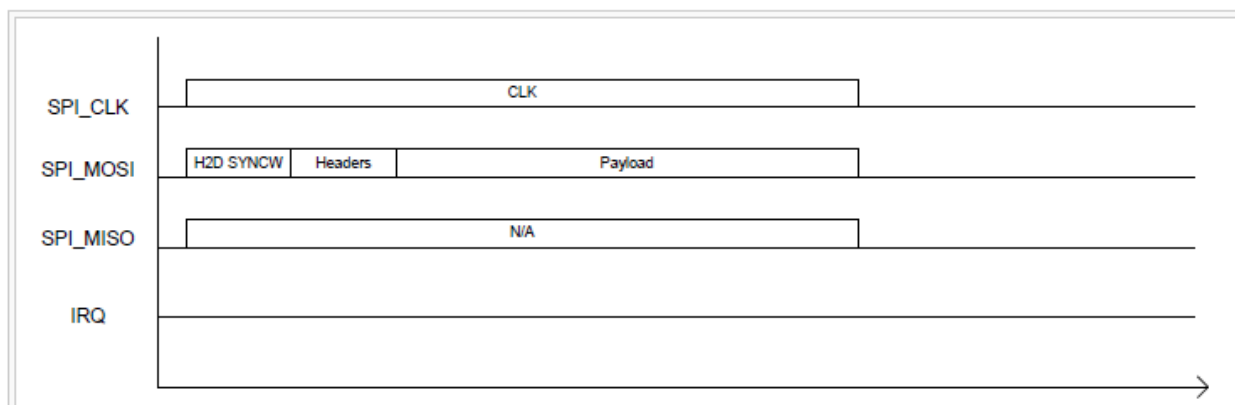 CLK
SPI_CLK
H2D SYNCW Headers Payload
SPI_MOSI
N/A
SPI_MISO
IRQ